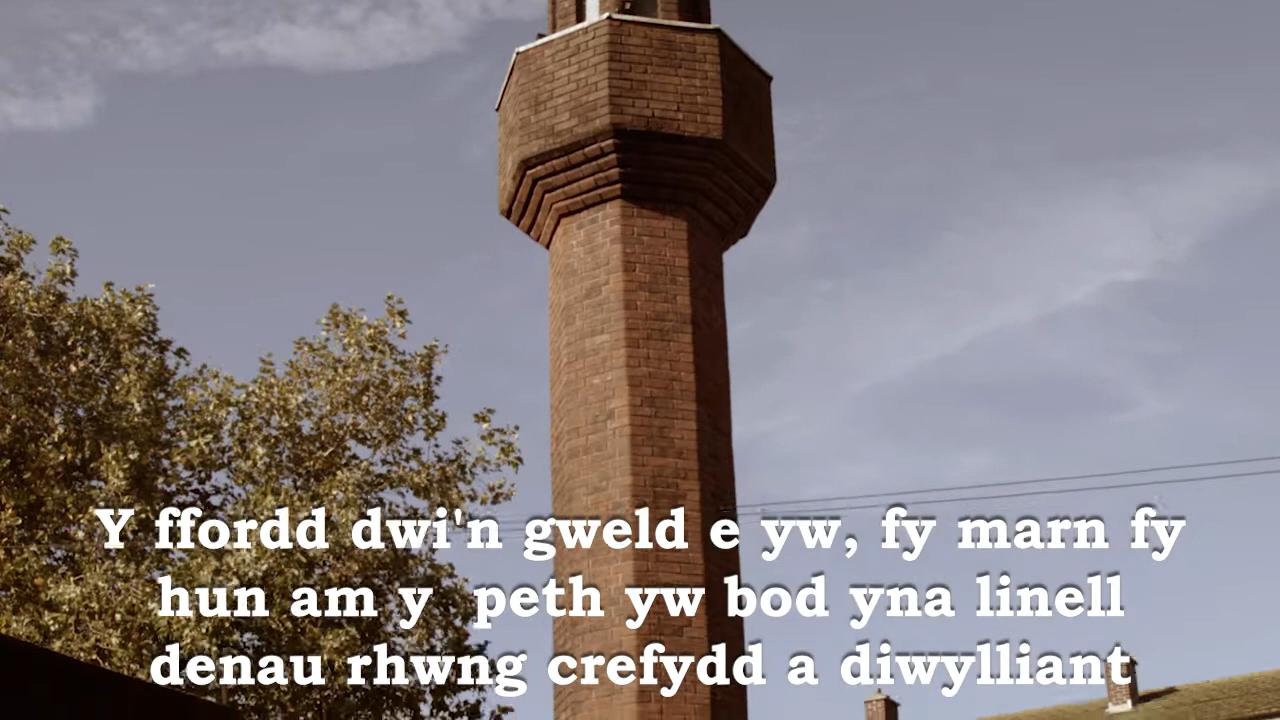 Y ffordd dwi'n gweld e yw, fy marn fy
hun am y  peth yw bod yna linell
denau rhwng crefydd a diwylliant